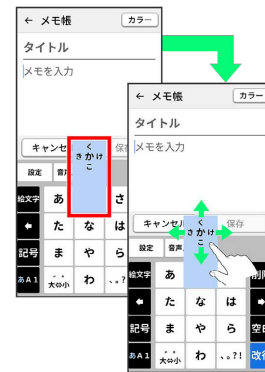 ← メモ帳 カラー
タイトル
メモを入力
キャンセ
く
きかけ
こ
保
設定 音声
絵文字 あ さ
← た な は
記号 ま や ら
あA1 大⇔小 わ 、。?
← メモ帳 カラー
タイトル
メモを入力
キャンセル
く
きかけ
こ
保存
設定 音声
絵文字 あ 削除
← た な は →
記号 ま や ら 空白
あA1 大⇔小 わ 、。?! 改行